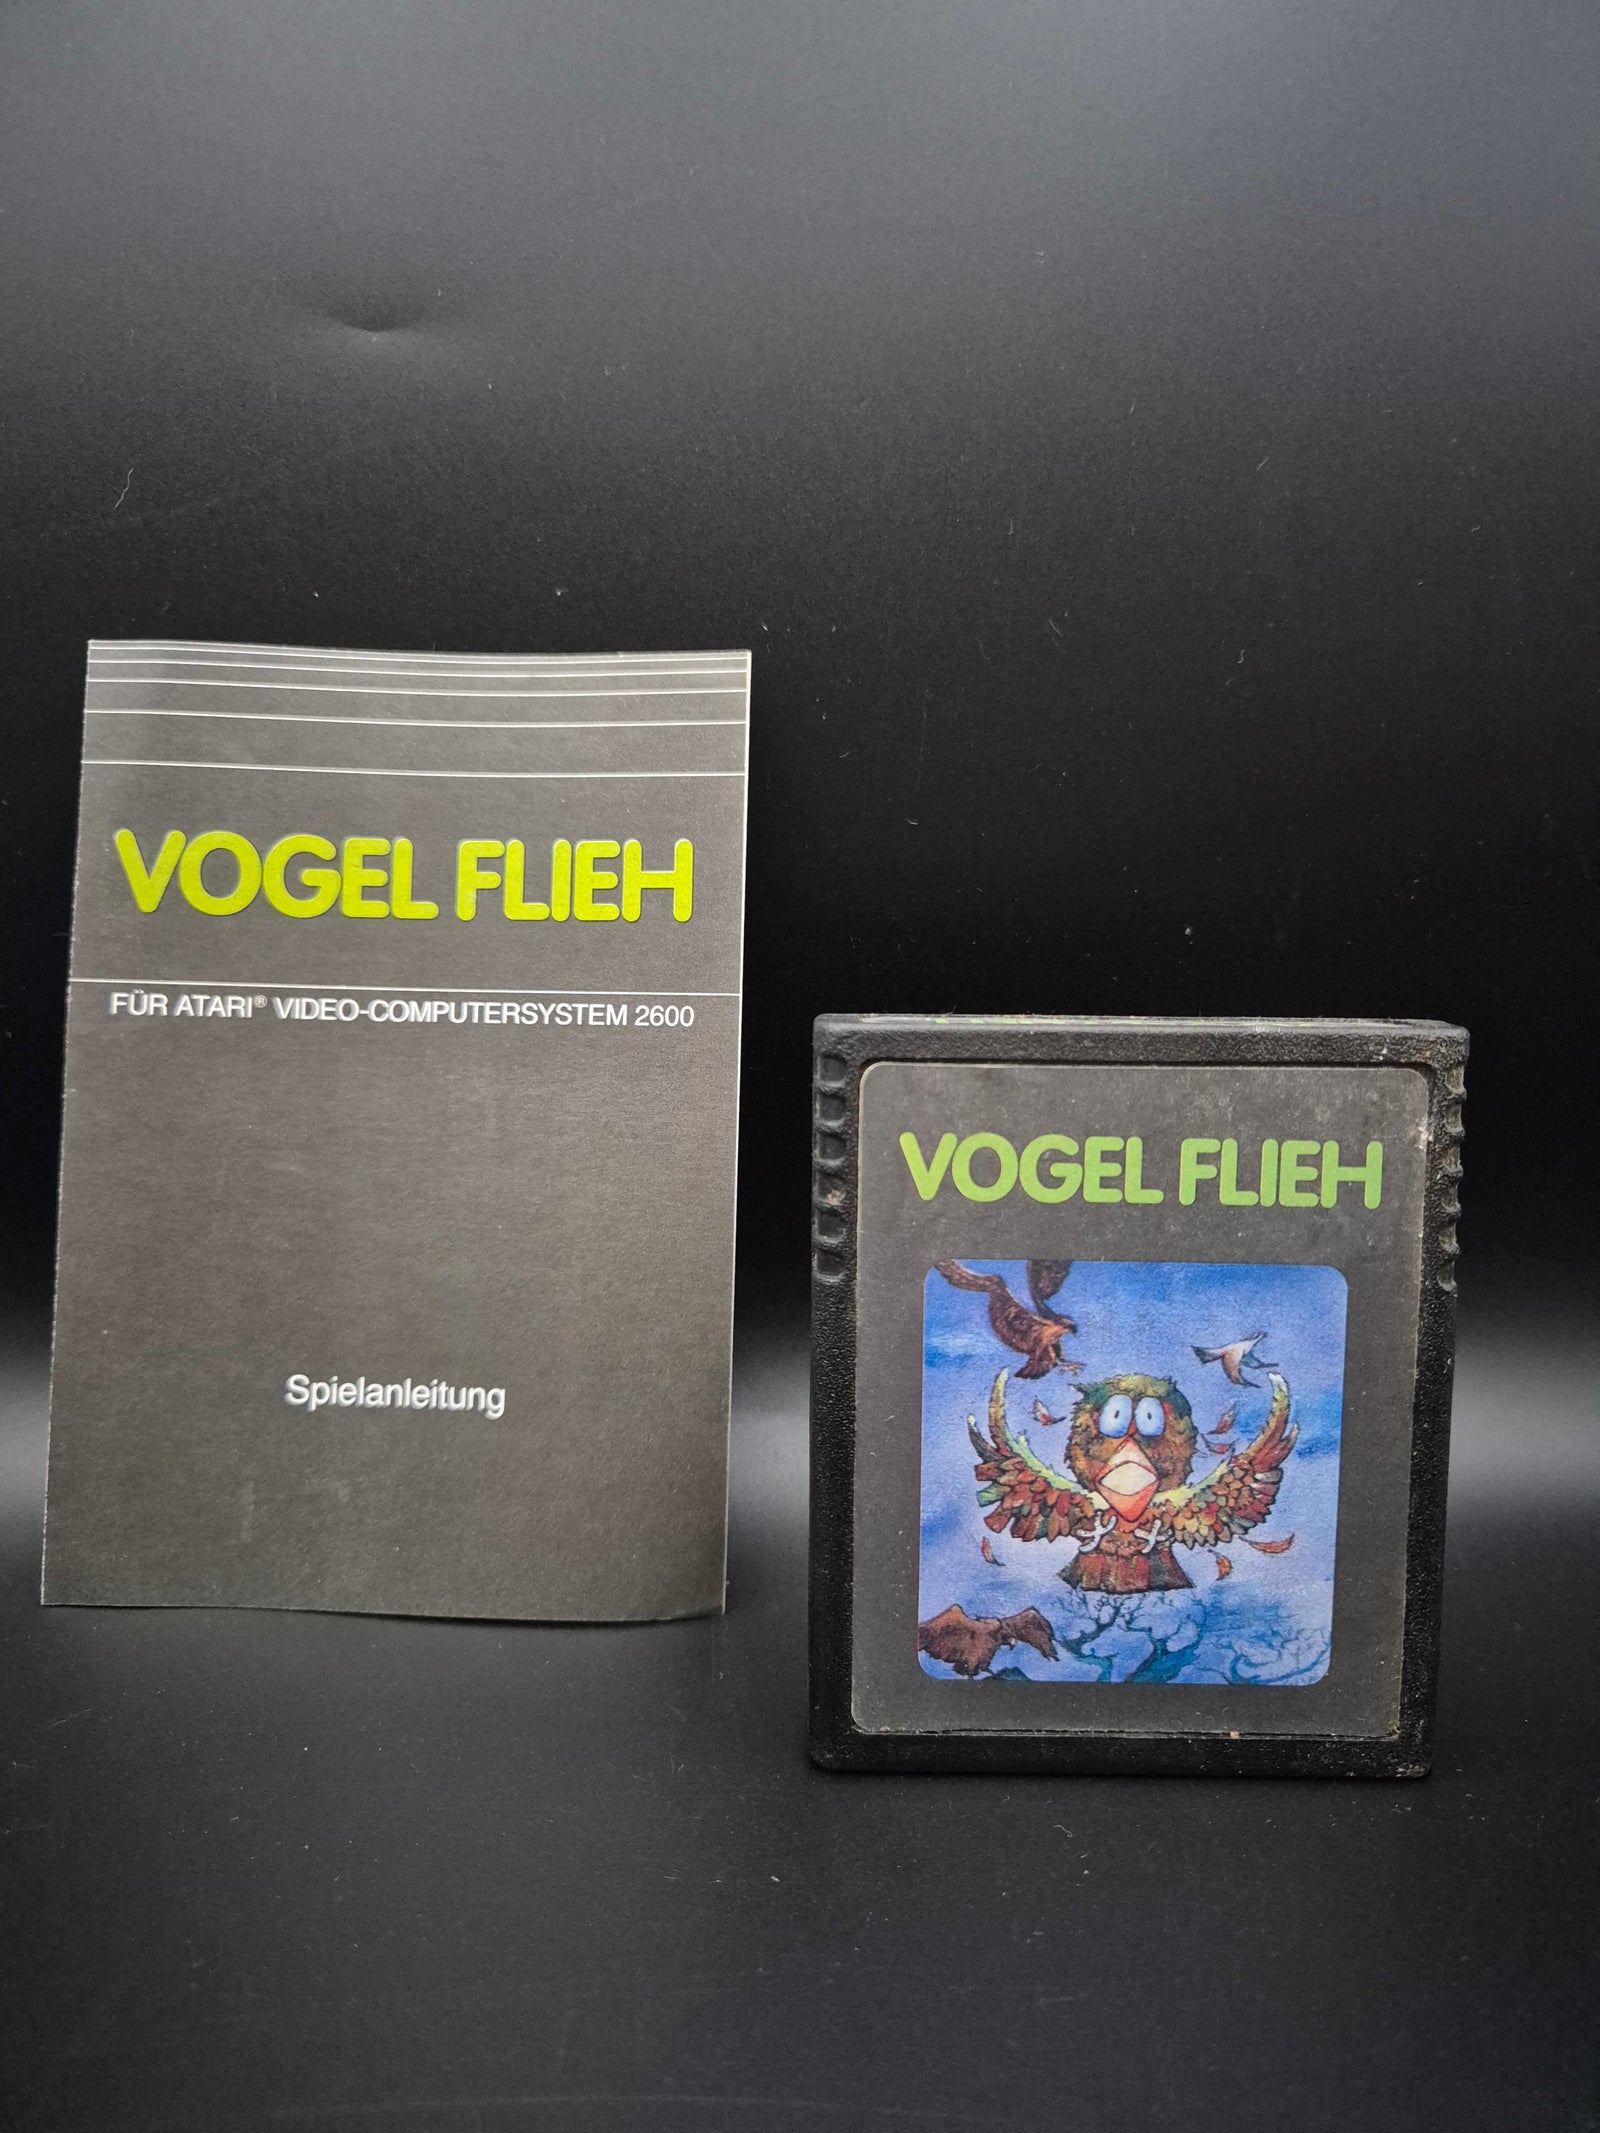 VOGEL FLIEH
FÜR ATARI® VIDEO-COMPUTERSYSTEM 2600
Spielanleitung
VOGEL FLIEH